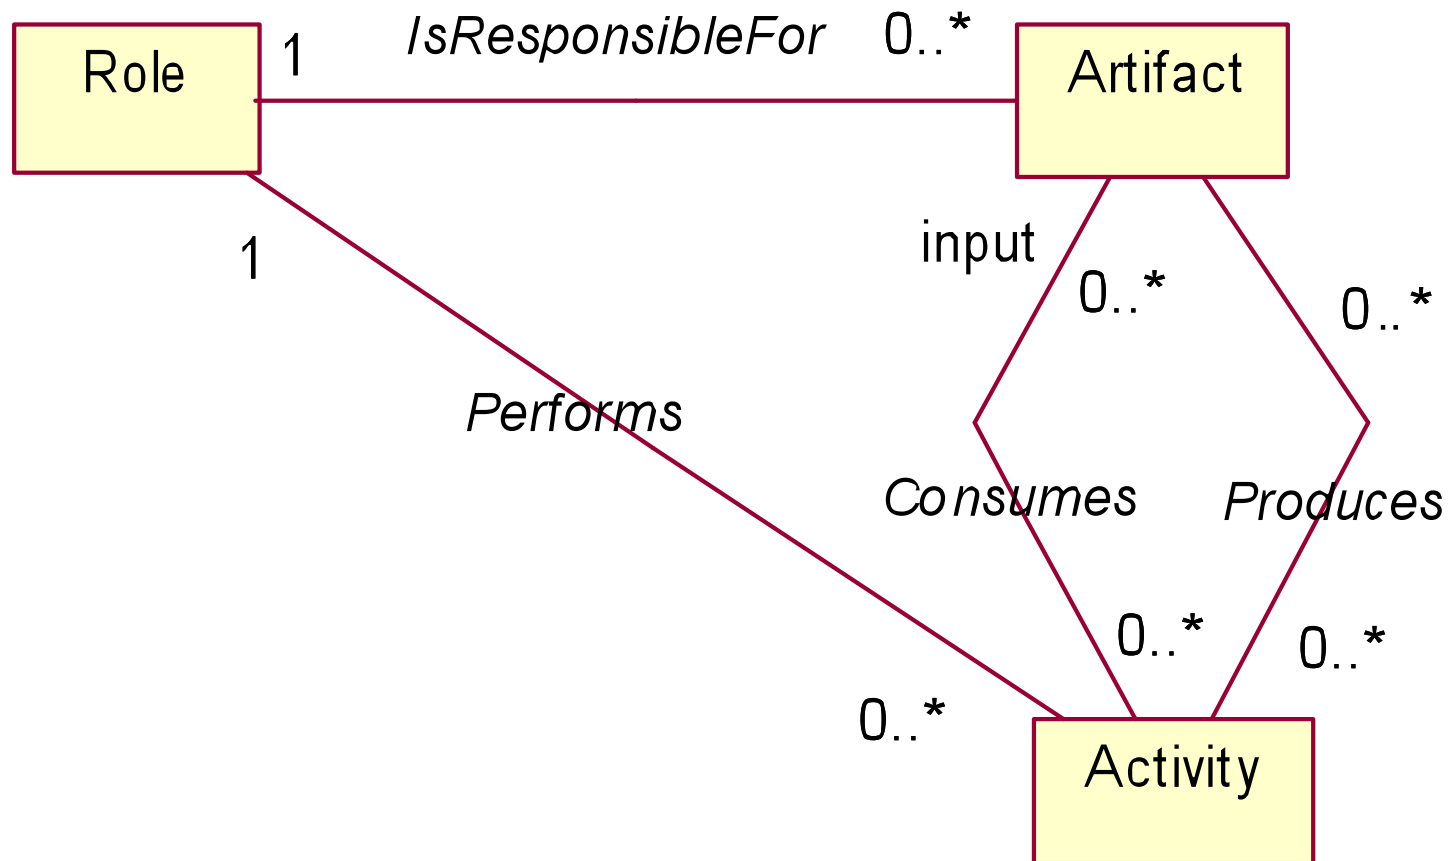 Role
1
IsResponsibleFor
0..*
Artifact
1
input
0..*
0..*
Performs
Consumes
Produces
0..*
0..*
0..*
Activity